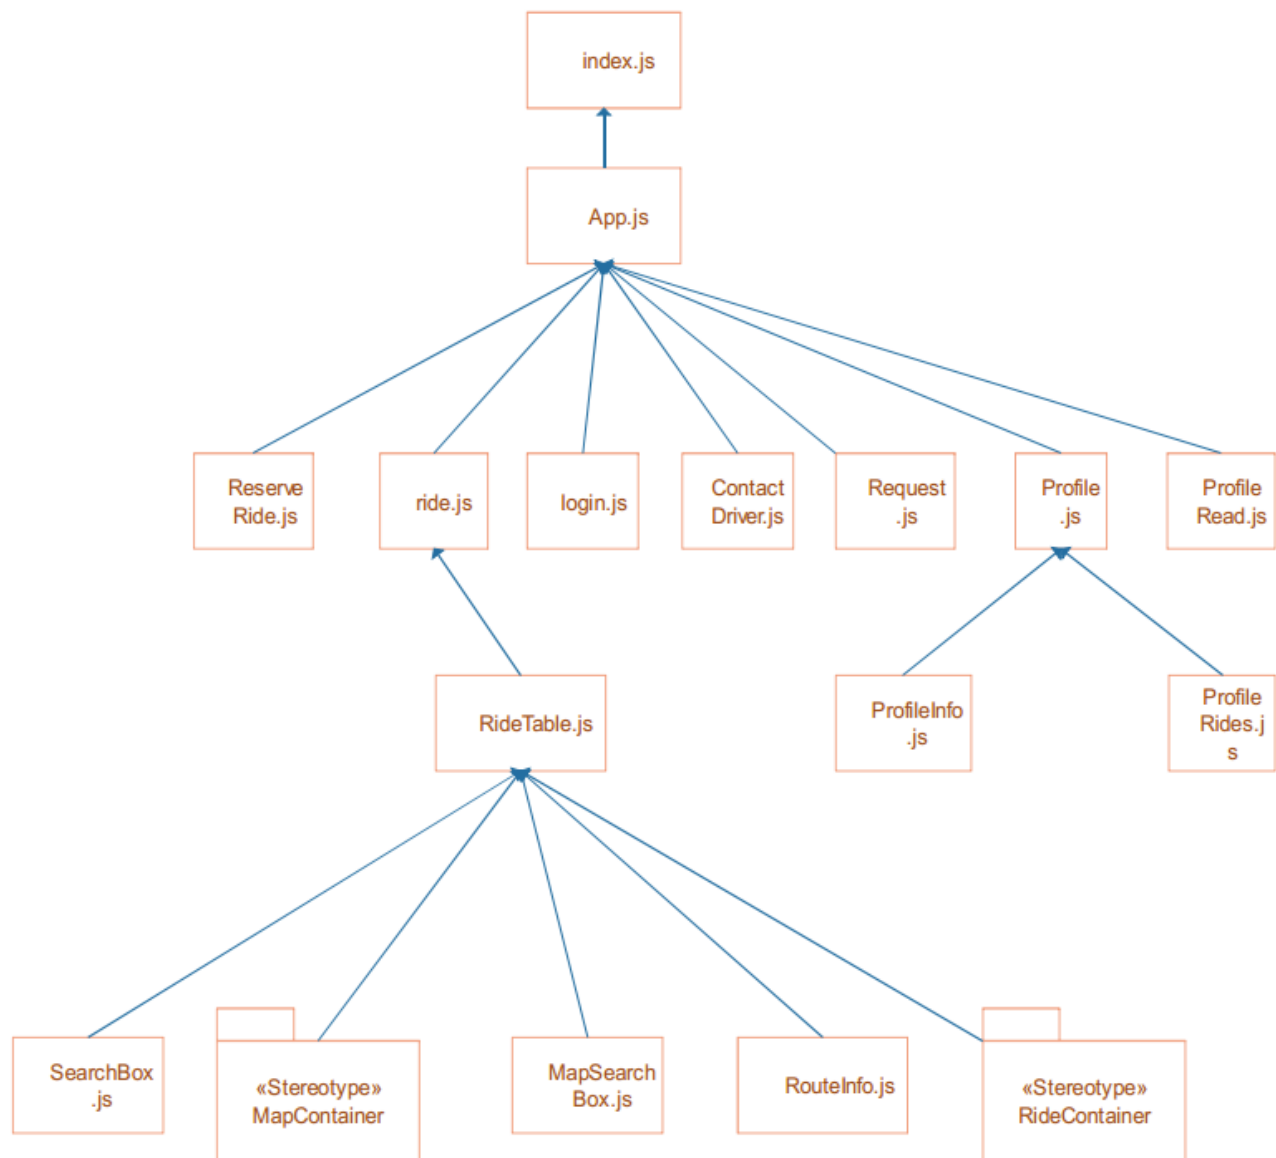 index.js
App.js
Reserve
Ride.js
ride.js
login.js
Contact
Driver.js
Request
.js
Profile
.js
Profile
Read.js
RideTable.js
ProfileInfo
.js
Profile
Rides.j
s
SearchBox
.js
«Stereotype»
MapContainer
MapSearch
Box.js
RouteInfo.js
«Stereotype»
RideContainer